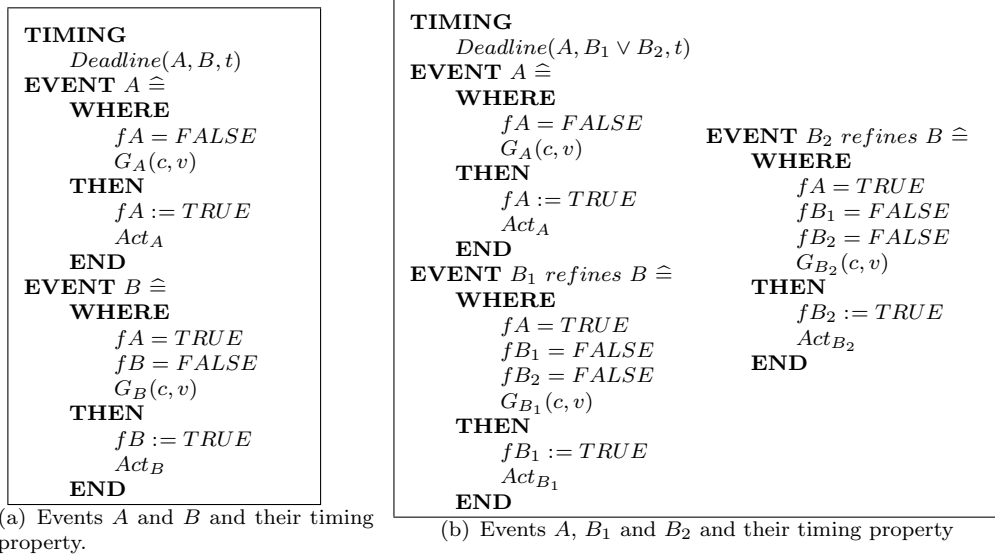 TIMING
Deadline(A, B, t)
EVENT A ≙
WHERE
fA = FALSE
G_A(c, v)
THEN
fA := TRUE
Act_A
END
EVENT B ≙
WHERE
fA = TRUE
fB = FALSE
G_B(c, v)
THEN
fB := TRUE
Act_B
END
(a) Events A and B and their timing
property.
TIMING
Deadline(A, B_1 ∨ B_2, t)
EVENT A ≙
WHERE
fA = FALSE
G_A(c, v)
THEN
fA := TRUE
Act_A
END
EVENT B_1 refines B ≙
WHERE
fA = TRUE
fB_1 = FALSE
fB_2 = FALSE
G_{B_1}(c, v)
THEN
fB_1 := TRUE
Act_{B_1}
END
EVENT B_2 refines B ≙
WHERE
fA = TRUE
fB_1 = FALSE
fB_2 = FALSE
G_{B_2}(c, v)
THEN
fB_2 := TRUE
Act_{B_2}
END
(b) Events A, B_1 and B_2 and their timing property